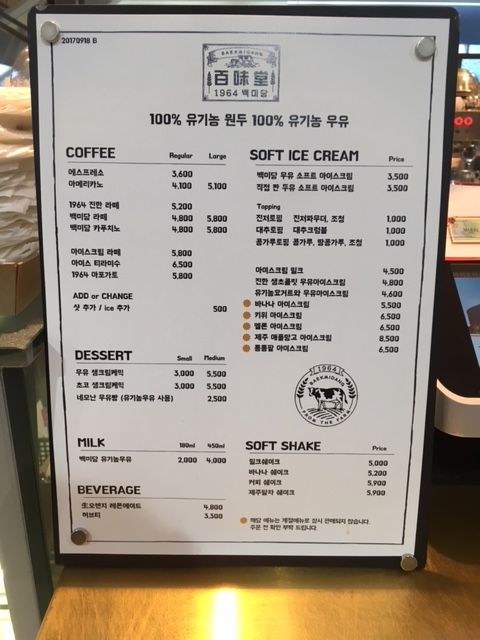 20170918 B
BAEKMIDANG
百味堂
1964 백미당
100% 유기농 원두 100% 유기농 우유
COFFEE Regular Large
에스프레소 3,600
아메리카노 4,100 5,100
1964 진한 라떼 5,200
백미당 라떼 4,800 5,800
백미당 카푸치노 4,800 5,800
아이스크림 라떼 5,800
아이스 티라미수 6,500
1964 아포가토 5,800
ADD or CHANGE
샷 추가 / ice 추가 500
DESSERT Small Medium
우유 생크림케익 3,000 5,500
초코 생크림케익 3,000 5,500
네모난 우유빵 (유기농우유 사용) 2,500
MILK 180ml 450ml
백미당 유기농우유 2,000 4,000
BEVERAGE
生오렌지 레몬에이드 4,800
허브티 3,300
SOFT ICE CREAM Price
백미당 우유 소프트 아이스크림 3,500
직접 짠 두유 소프트 아이스크림 3,500
Topping
잔저토핑 잔저파우더, 조청 1,000
대추토핑 대추크럼블 1,000
콩가루토핑 콩가루, 땅콩가루, 조청 1,000
아이스크림 밀크 4,500
진한 생초콜릿 우유아이스크림 4,800
유기농요거트와 우유아이스크림 4,600
바나나 아이스크림 5,500
키위 아이스크림 6,500
멜론 아이스크림 6,500
제주 애플망고 아이스크림 8,500
통통팥 아이스크림 6,500
1964
BAEKMIDANG
FROM THE FARM
SOFT SHAKE Price
밀크쉐이크 5,000
바나나 쉐이크 5,200
커피 쉐이크 5,900
제주말차 쉐이크 5,900
해당 메뉴는 계절메뉴로 상시 판매되지 않습니다.
주문 전 확인 부탁 드립니다.